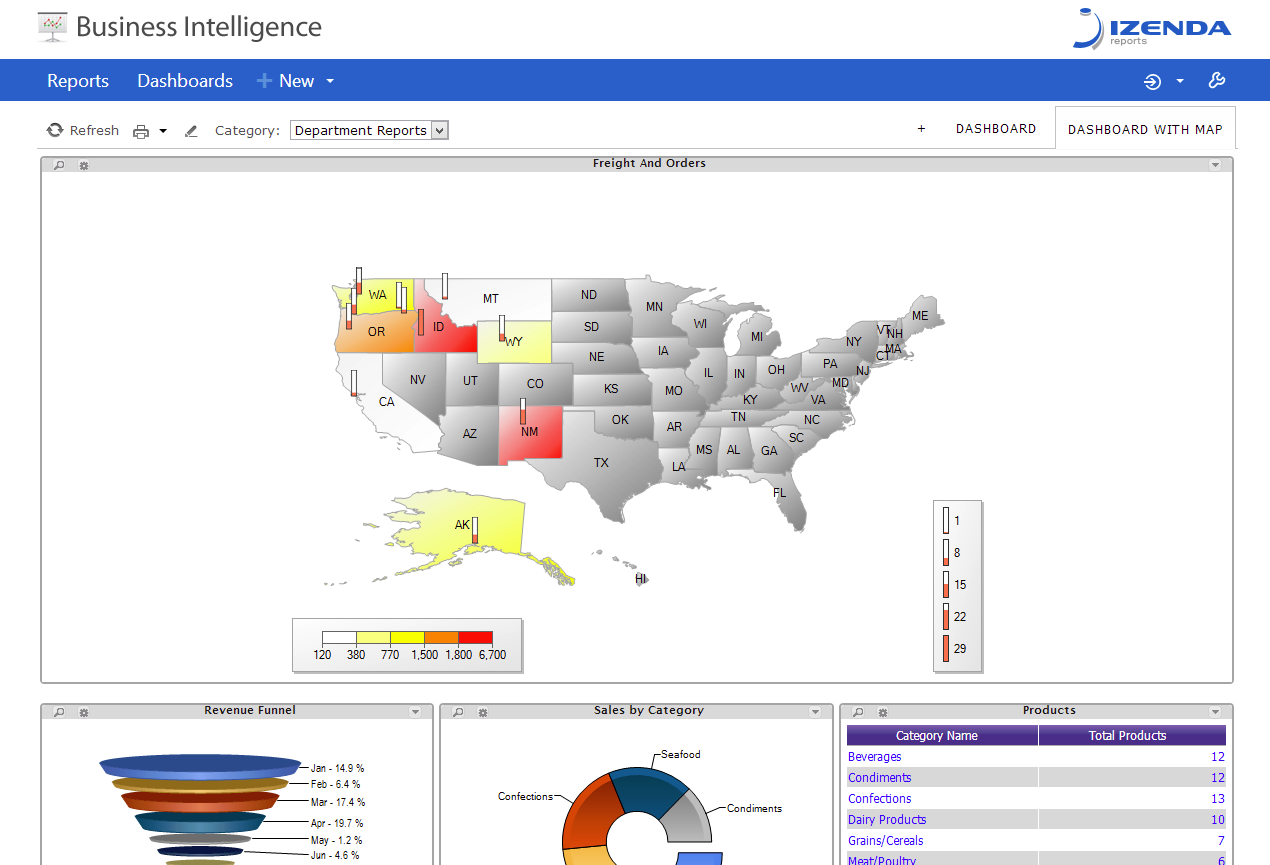 Business Intelligence
IZENDA
reports
Reports Dashboards + New
Refresh Category: Department Reports + DASHBOARD DASHBOARD WITH MAP
Freight And Orders
WA MT ND MN ME
OR ID SD WI VT NH
WY MI NY MA
NE IA CT
NV UT CO IL IN OH PA NJ
CA KS MO WV MD
KY VA
AZ NM OK AR TN NC
TX LA MS AL GA SC
FL
AK
HI
1
8
15
22
29
120 380 770 1,500 1,800 6,700
Revenue Funnel
Jan - 14.9 %
Feb - 6.4 %
Mar - 17.4 %
Apr - 19.7 %
May - 1.2 %
Jun - 4.6 %
Sales by Category
Seafood
Confections
Condiments
Products
Category Name Total Products
Beverages 12
Condiments 12
Confections 13
Dairy Products 10
Grains/Cereals 7
Meat/Poultry 6